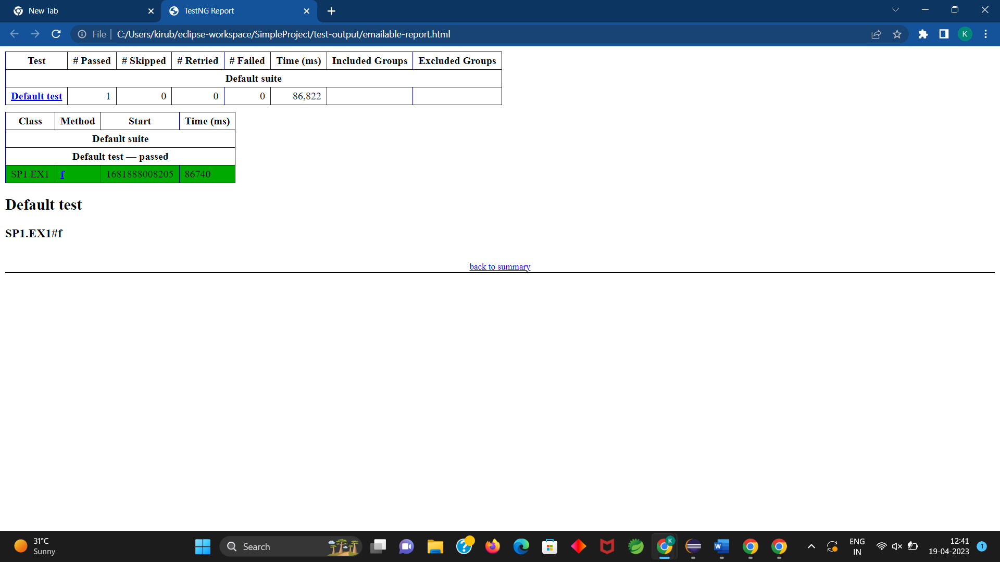 New Tab
TestNG Report
File
C:/Users/kirub/eclipse-workspace/SimpleProject/test-output/emailable-report.html
K
Test # Passed # Skipped # Retried # Failed Time (ms) Included Groups Excluded Groups
Default suite
Default test 1 0 0 0 86,822
Class Method Start Time (ms)
Default suite
Default test — passed
SP1.EX1 f 1681888008205 86740
Default test
SP1.EX1#f
back to summary
31°C
Sunny
Search
K
W
ENG
IN
12:41
19-04-2023
1